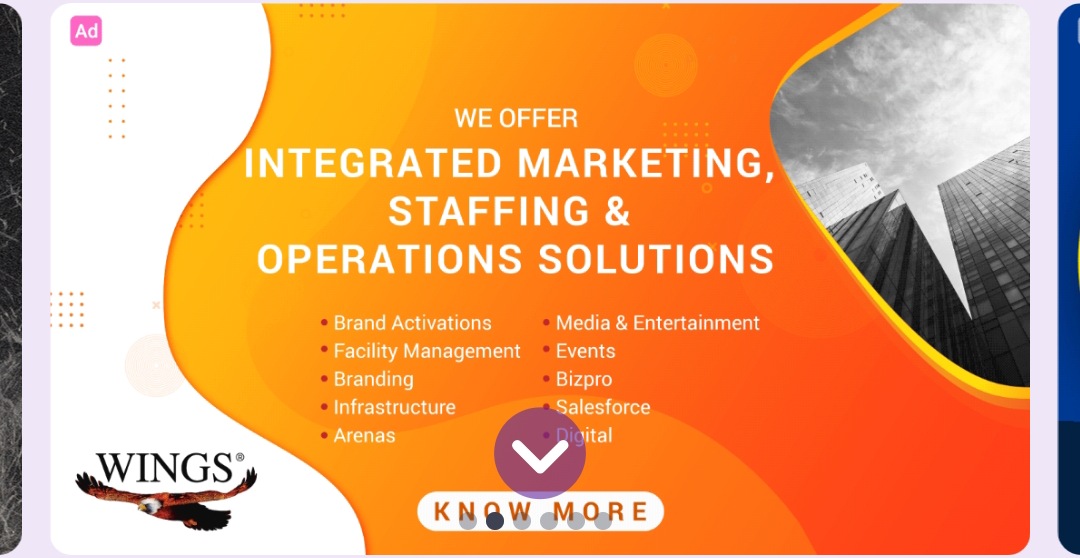 Ad
WE OFFER
INTEGRATED MARKETING,
STAFFING &
OPERATIONS SOLUTIONS
• Brand Activations
• Facility Management
• Branding
• Infrastructure
• Arenas
• Media & Entertainment
• Events
• Bizpro
• Salesforce
• Digital
WINGS®
KNOW MORE